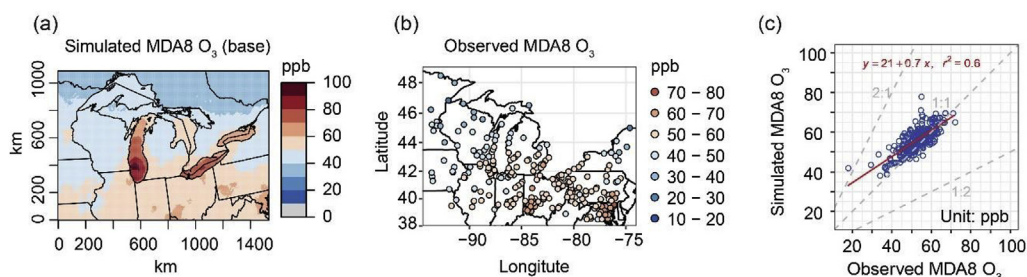 (a)
Simulated MDA8 O3 (base)
ppb
1000
800
600
400
200
0
km
0 200 600 1000 1400
km
100
80
60
40
20
0
(b)
Observed MDA8 O3
ppb
48
46
44
42
40
38
Latitude
−90 −85 −80 −75
Longitute
70 − 80
60 − 70
50 − 60
40 − 50
30 − 40
20 − 30
10 − 20
(c)
100
80
60
40
20
Simulated MDA8 O3
y = 21+0.7 x, r² = 0.6
2:1
1:1
1:2
Unit: ppb
20 40 60 80 100
Observed MDA8 O3